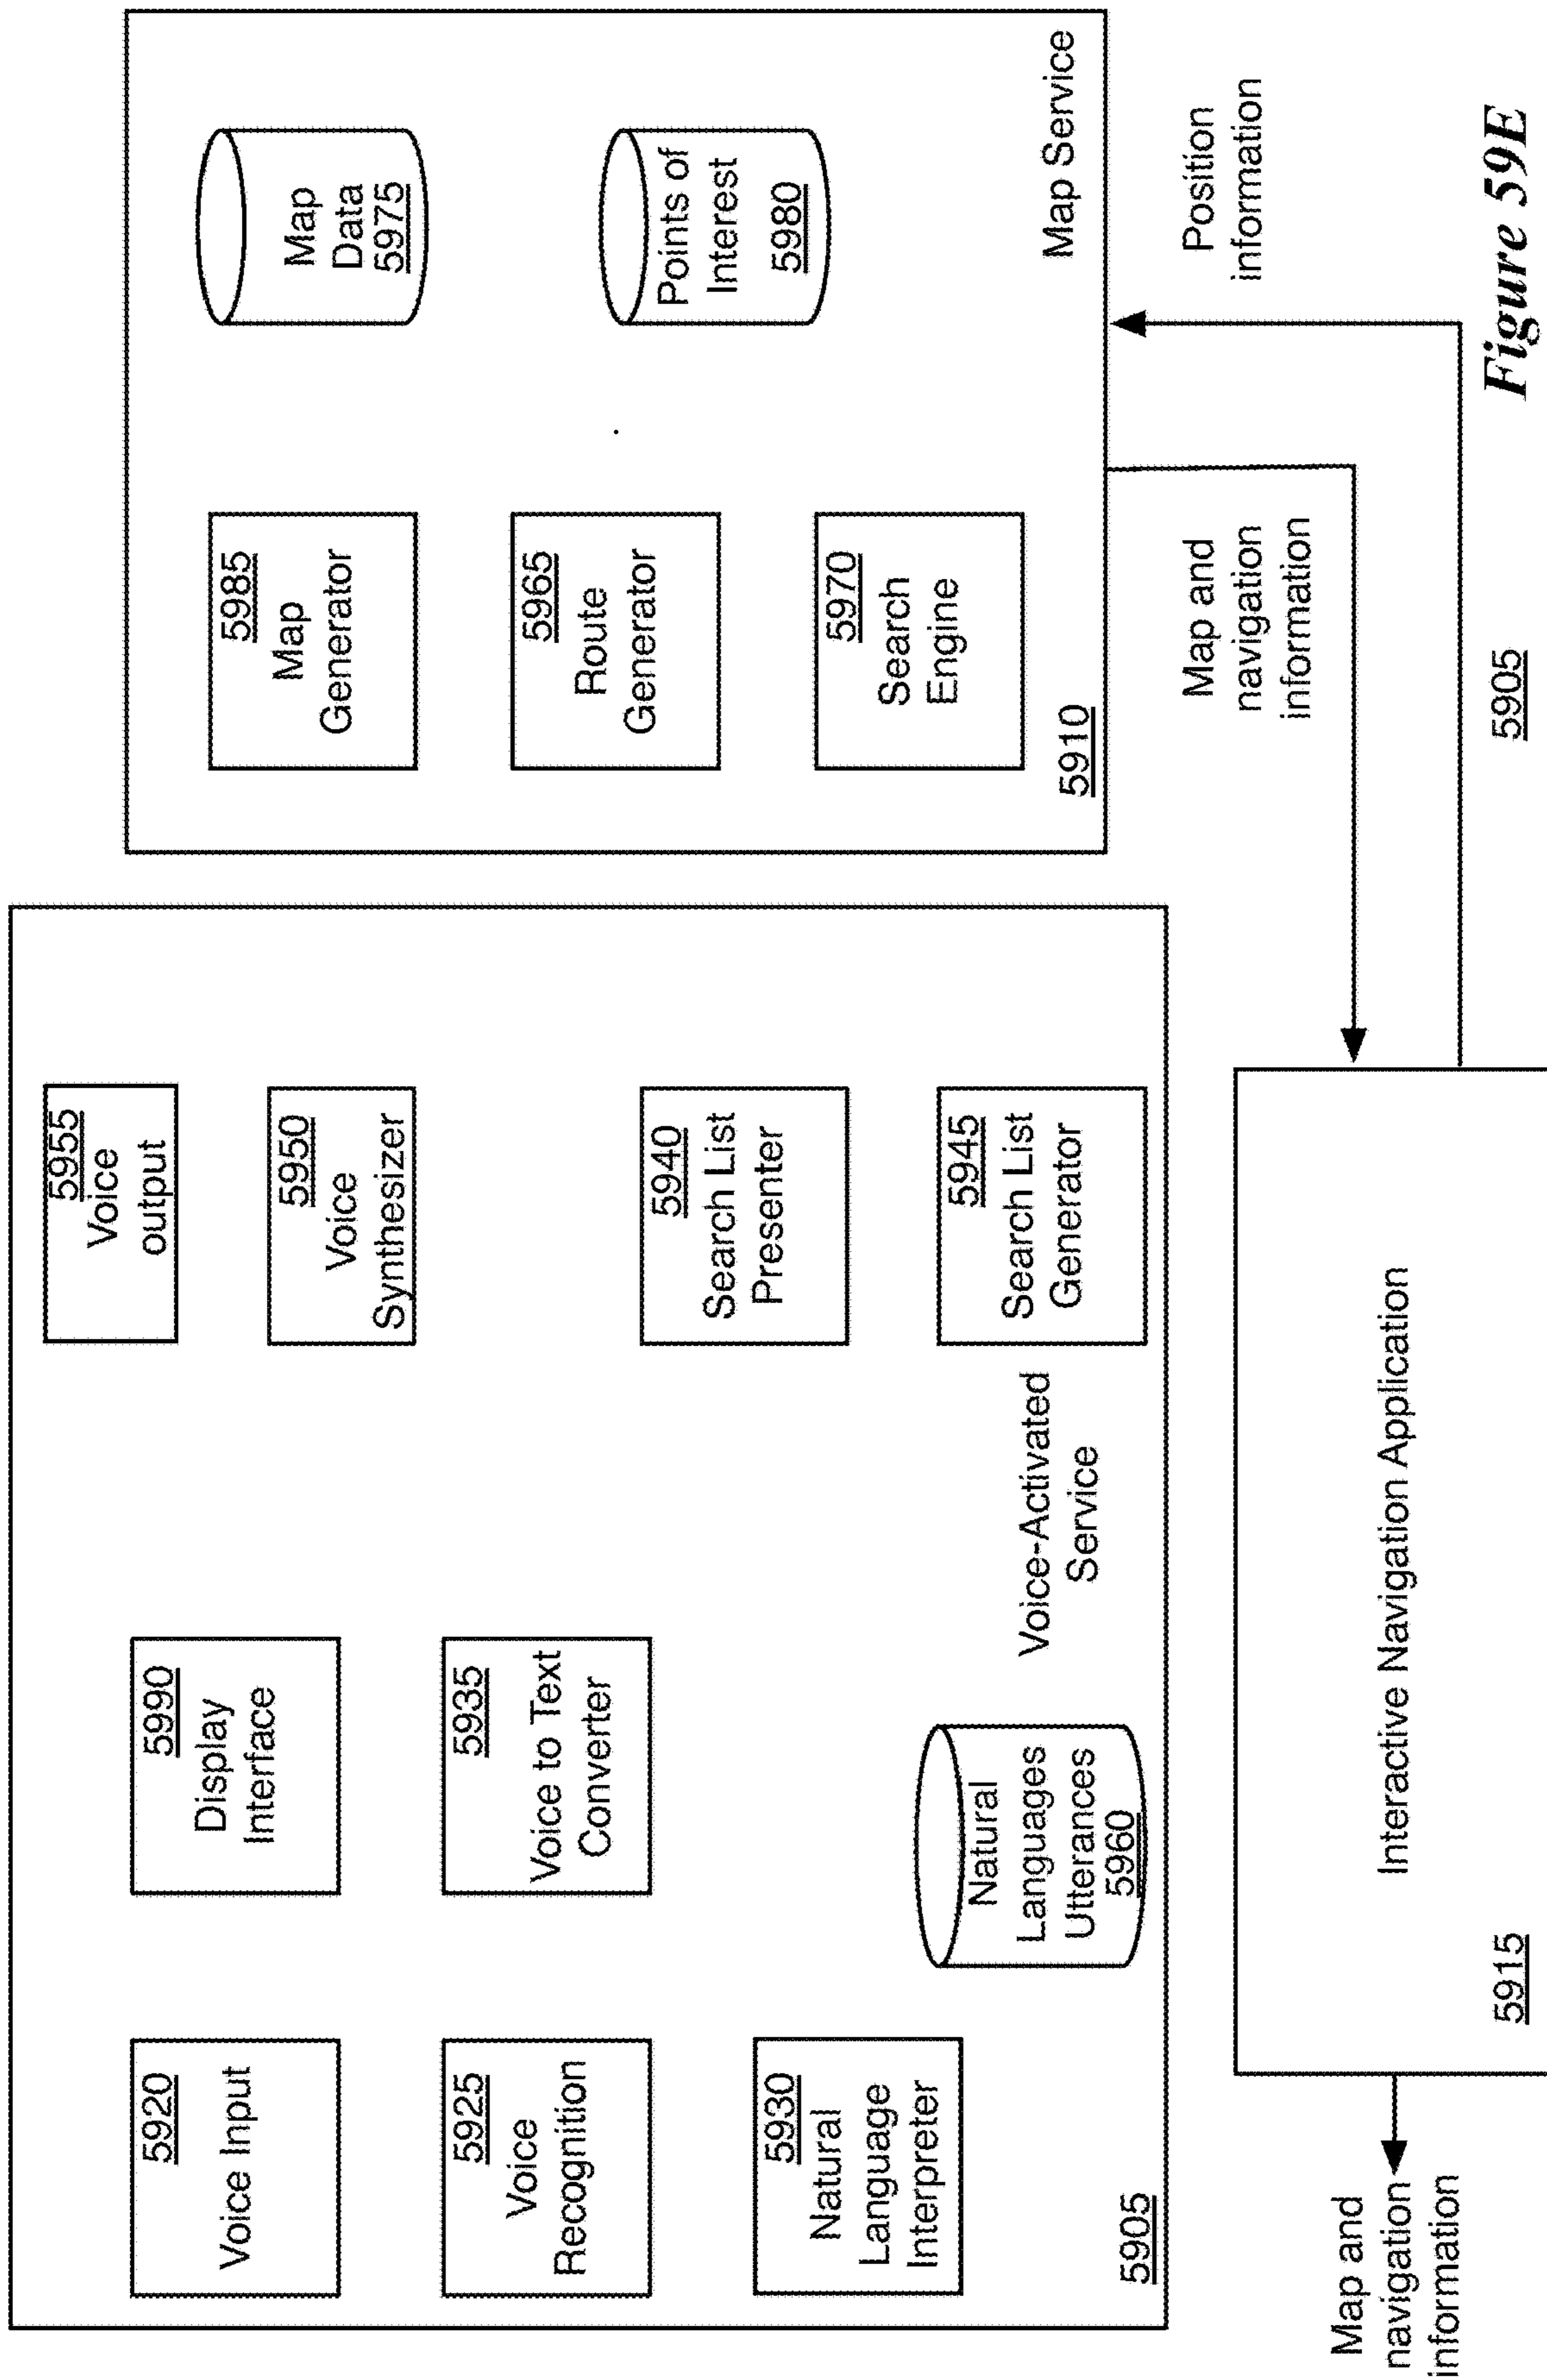 5920
Voice Input
5925
Voice
Recognition
5930
Natural
Language
Interpreter
5990
Display
Interface
5935
Voice to Text
Converter
Natural
Languages
Utterances
5960
5955
Voice
output
5950
Voice
Synthesizer
5940
Search List
Presenter
5945
Search List
Generator
Voice-Activated
Service
5905
5985
Map
Generator
5965
Route
Generator
5970
Search
Engine
Map
Data
5975
Points of
Interest
5980
5910
Map Service
Map and
navigation
information
Position
information
Interactive Navigation Application
5915
Map and
navigation
information
5905
Figure 59E